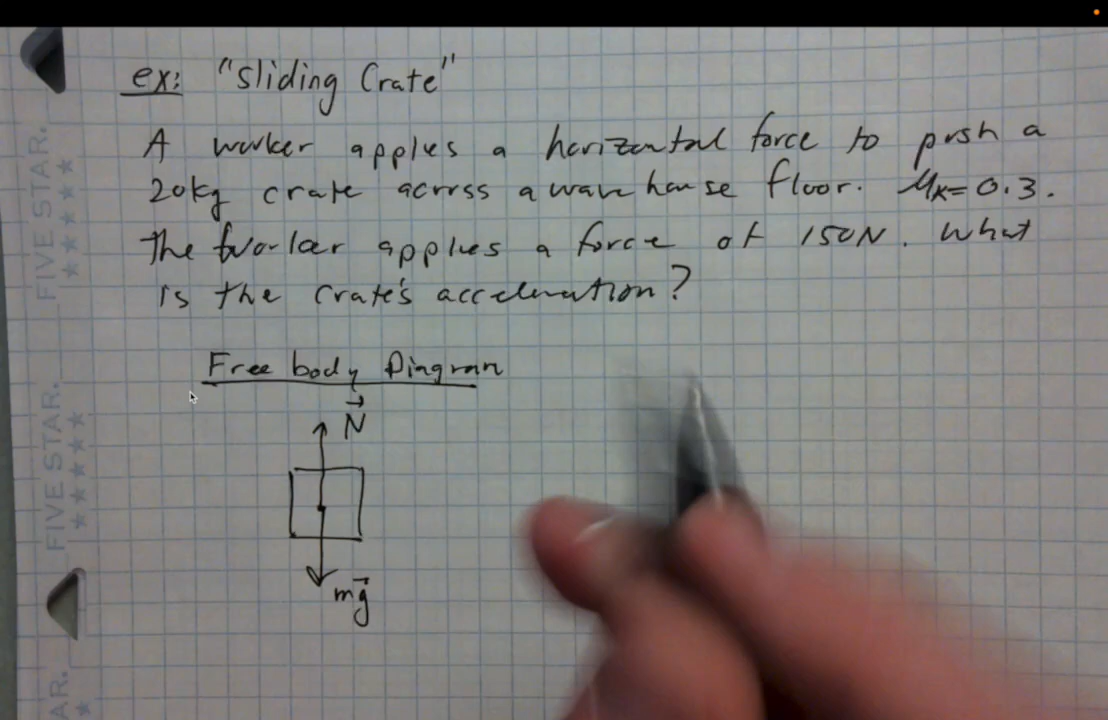 ex: "Sliding Crate"
A worker applies a horizontal force to push a
20kg crate across a warehouse floor. μk=0.3.
The worker applies a force of 150N. What
is the crate's acceleration?
Free body Diagram
N
mg
FIVE STAR.
FIVE STAR.
AR.